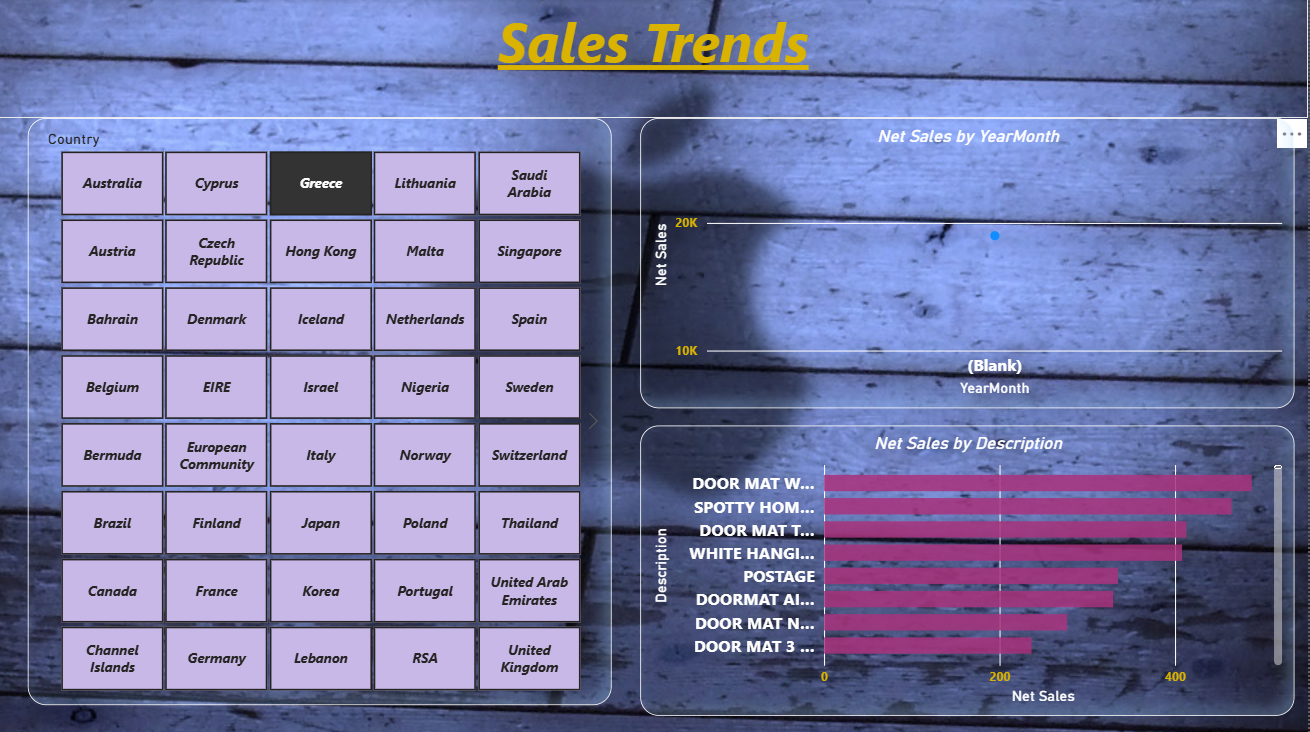 Sales Trends
Country
Australia
Cyprus
Greece
Lithuania
Saudi
Arabia
Austria
Czech
Republic
Hong Kong
Malta
Singapore
Bahrain
Denmark
Iceland
Netherlands
Spain
Belgium
EIRE
Israel
Nigeria
Sweden
Bermuda
European
Community
Italy
Norway
Switzerland
Brazil
Finland
Japan
Poland
Thailand
Canada
France
Korea
Portugal
United Arab
Emirates
Channel
Islands
Germany
Lebanon
RSA
United
Kingdom
Net Sales by YearMonth
Net Sales
20K
10K
(Blank)
YearMonth
Net Sales by Description
Description
DOOR MAT W...
SPOTTY HOM...
DOOR MAT T...
WHITE HANGI...
POSTAGE
DOORMAT AI...
DOOR MAT N...
DOOR MAT 3 ...
0
200
400
Net Sales